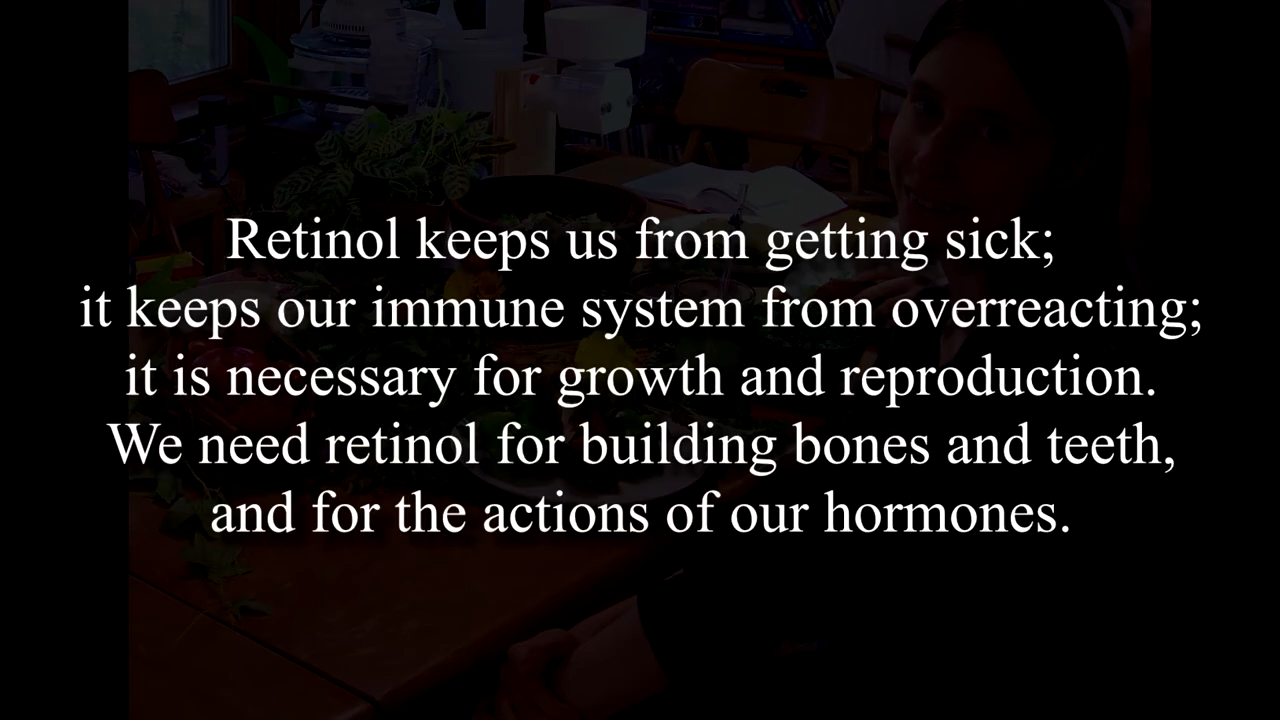 Retinol keeps us from getting sick;
it keeps our immune system from overreacting;
it is necessary for growth and reproduction.
We need retinol for building bones and teeth,
and for the actions of our hormones.